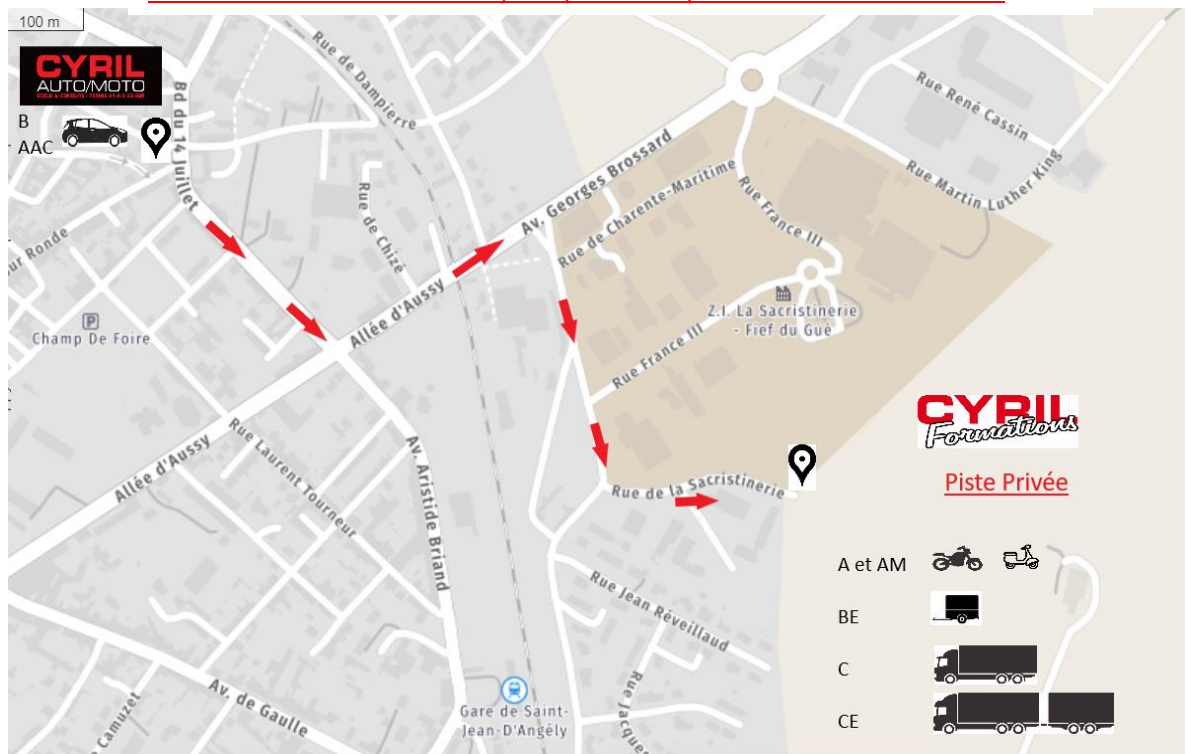 100 m
CYRIL
AUTO/MOTO
B
AAC
Bd du 14 Juillet
Rue de Dampierre
Rue de Chizé
Av. Georges Brossard
Rue de Charente-Maritime
Rue France III
Rue René Cassin
Rue Martin Luther King
Champ De Foire
Allée d'Aussy
Z.I. La Sacristinerie
- Fief du Gué
Rue France III
Allée d'Aussy
Rue Laurent Tourneur
Av. Aristide Briand
Rue de la Sacristinerie
CYRIL
Formations
Piste Privée
Rue Jean Réveillaud
A et AM
BE
C
CE
Av. de Gaulle
Gare de Saint-
Jean-D'Angély
Rue Jacques
Camuzet